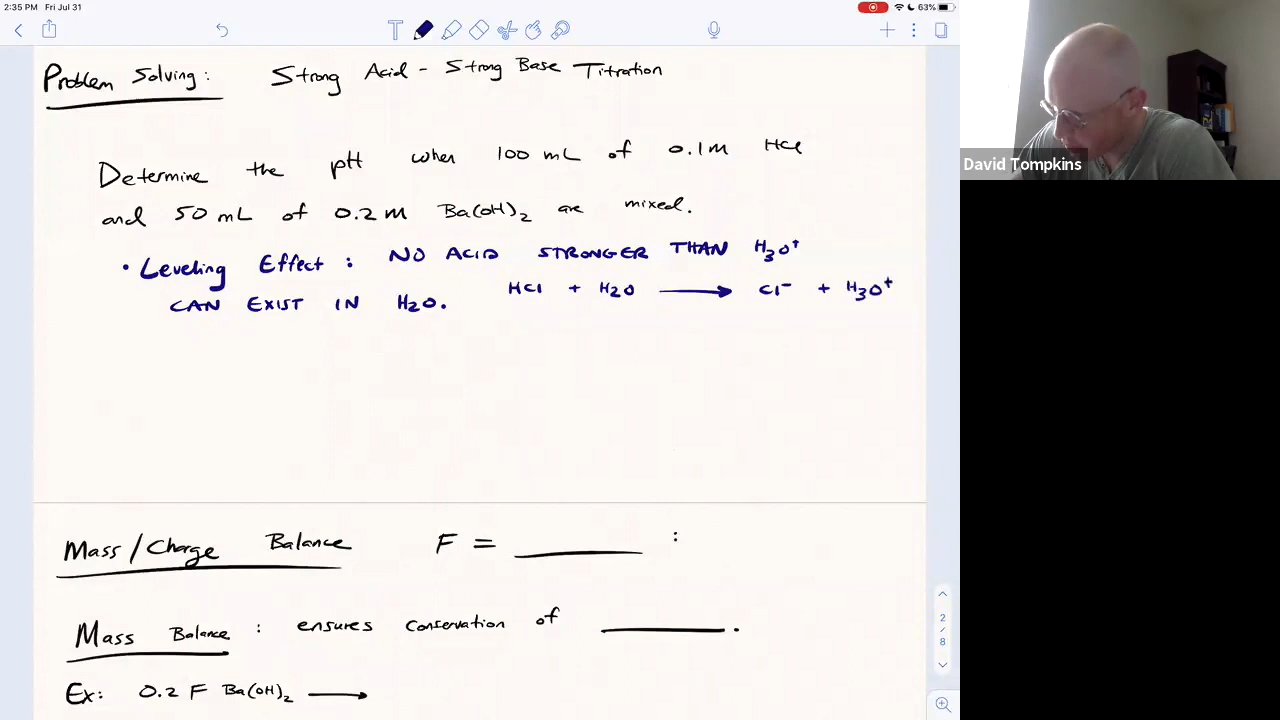 2:35 PM Fri Jul 31
63%
Problem Solving: Strong Acid - Strong Base Titration
Determine the pH when 100 mL of 0.1M HCl
and 50 mL of 0.2 M Ba(OH)₂ are mixed.
• Leveling Effect: NO ACID STRONGER THAN H₃O⁺
CAN EXIST IN H₂O. HCl + H₂O ⟶ Cl⁻ + H₃O⁺
Mass/Charge Balance F = ______ :
Mass Balance : ensures conservation of ______.
Ex: 0.2 F Ba(OH)₂ ⟶
2
/
8
David Tompkins